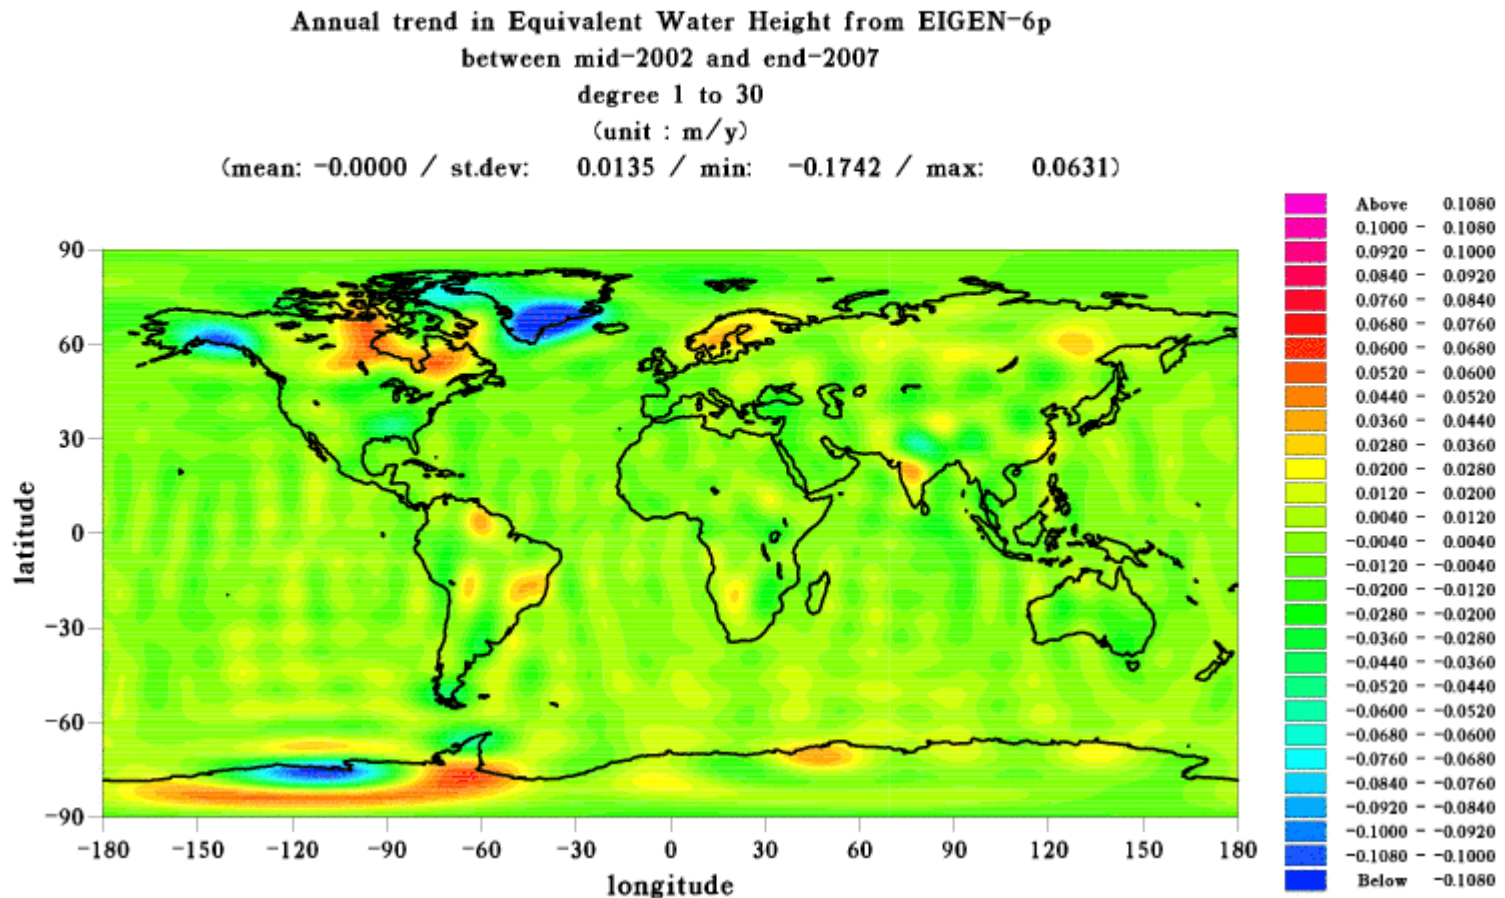 Annual trend in Equivalent Water Height from EIGEN-6p
between mid-2002 and end-2007
degree 1 to 30
(unit : m/y)
(mean: -0.0000 / st.dev: 0.0135 / min: -0.1742 / max: 0.0631)
Above 0.1080
0.1000 - 0.1080
0.0920 - 0.1000
0.0840 - 0.0920
0.0760 - 0.0840
0.0680 - 0.0760
0.0600 - 0.0680
0.0520 - 0.0600
0.0440 - 0.0520
0.0360 - 0.0440
0.0280 - 0.0360
0.0200 - 0.0280
0.0120 - 0.0200
0.0040 - 0.0120
-0.0040 - 0.0040
-0.0120 - -0.0040
-0.0200 - -0.0120
-0.0280 - -0.0200
-0.0360 - -0.0280
-0.0440 - -0.0360
-0.0520 - -0.0440
-0.0600 - -0.0520
-0.0680 - -0.0600
-0.0760 - -0.0680
-0.0840 - -0.0760
-0.0920 - -0.0840
-0.1000 - -0.0920
-0.1080 - -0.1000
Below -0.1080
90
60
30
0
-30
-60
-90
latitude
-180 -150 -120 -90 -60 -30 0 30 60 90 120 150 180
longitude